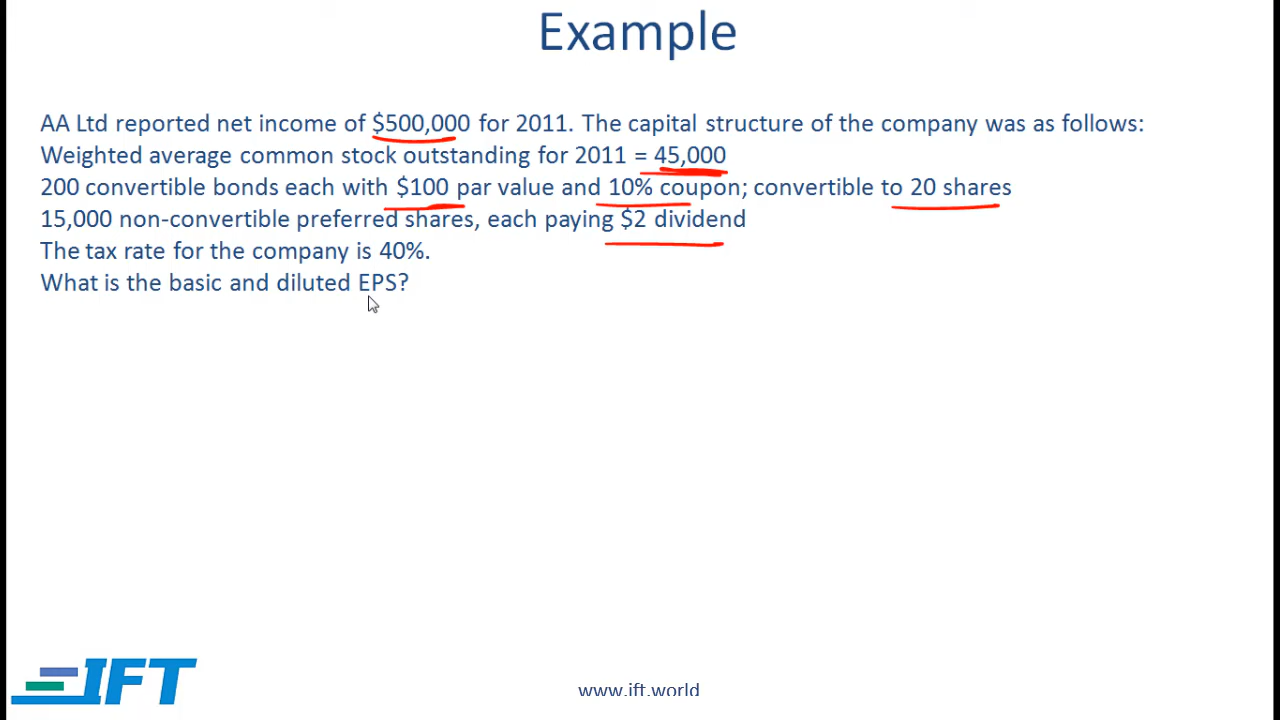 Example
AA Ltd reported net income of $500,000 for 2011. The capital structure of the company was as follows:
Weighted average common stock outstanding for 2011 = 45,000
200 convertible bonds each with $100 par value and 10% coupon; convertible to 20 shares
15,000 non-convertible preferred shares, each paying $2 dividend
The tax rate for the company is 40%.
What is the basic and diluted EPS?
IFT
www.ift.world